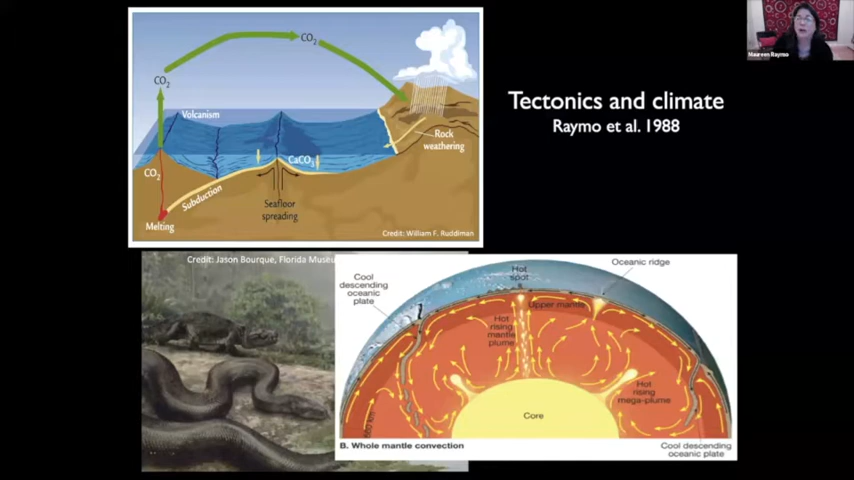 CO₂
CO₂
Volcanism
Rock
weathering
CO₂
CaCO₃
Subduction
Seafloor
spreading
Melting
Credit: William F. Ruddiman
Tectonics and climate
Raymo et al. 1988
Maureen Raymo
Credit: Jason Bourque, Florida Museu
Cool
descending
oceanic
plate
Hot
spot
Oceanic ridge
Upper mantle
Hot
rising
mantle
plume
Hot
rising
mega-plume
Core
B. Whole mantle convection
Cool descending
oceanic plate